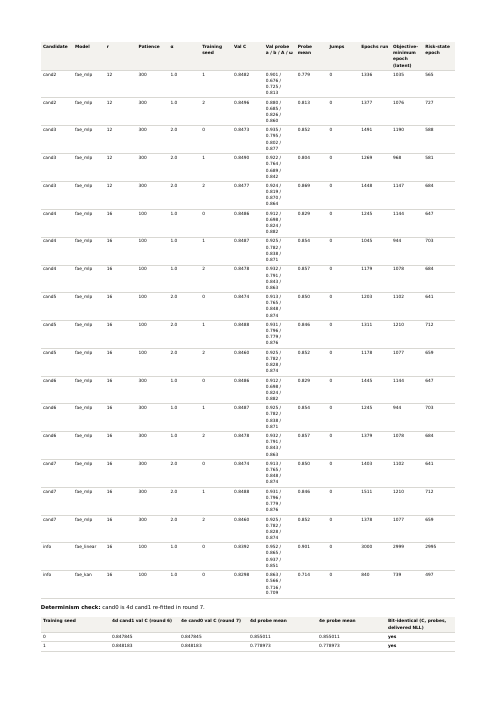 Candidate Model r Patience α Training seed Val C Val probe a / b / A / ω Probe mean Jumps Epochs run Objective-minimum epoch (latent) Risk-state epoch
cand2 fae_mlp 12 300 1.0 1 0.8482 0.901 / 0.676 / 0.725 / 0.813 0.779 0 1336 1035 565
cand2 fae_mlp 12 300 1.0 2 0.8496 0.880 / 0.685 / 0.826 / 0.860 0.813 0 1377 1076 727
cand3 fae_mlp 12 300 2.0 0 0.8473 0.935 / 0.795 / 0.802 / 0.877 0.852 0 1491 1190 588
cand3 fae_mlp 12 300 2.0 1 0.8490 0.922 / 0.764 / 0.689 / 0.842 0.804 0 1269 968 581
cand3 fae_mlp 12 300 2.0 2 0.8477 0.924 / 0.819 / 0.870 / 0.864 0.869 0 1448 1147 684
cand4 fae_mlp 16 100 1.0 0 0.8486 0.912 / 0.698 / 0.824 / 0.882 0.829 0 1245 1144 647
cand4 fae_mlp 16 100 1.0 1 0.8487 0.925 / 0.782 / 0.838 / 0.871 0.854 0 1045 944 703
cand4 fae_mlp 16 100 1.0 2 0.8478 0.932 / 0.791 / 0.843 / 0.863 0.857 0 1179 1078 684
cand5 fae_mlp 16 100 2.0 0 0.8474 0.913 / 0.765 / 0.848 / 0.874 0.850 0 1203 1102 641
cand5 fae_mlp 16 100 2.0 1 0.8488 0.931 / 0.796 / 0.779 / 0.876 0.846 0 1311 1210 712
cand5 fae_mlp 16 100 2.0 2 0.8460 0.925 / 0.782 / 0.828 / 0.874 0.852 0 1178 1077 659
cand6 fae_mlp 16 300 1.0 0 0.8486 0.912 / 0.698 / 0.824 / 0.882 0.829 0 1445 1144 647
cand6 fae_mlp 16 300 1.0 1 0.8487 0.925 / 0.782 / 0.838 / 0.871 0.854 0 1245 944 703
cand6 fae_mlp 16 300 1.0 2 0.8478 0.932 / 0.791 / 0.843 / 0.863 0.857 0 1379 1078 684
cand7 fae_mlp 16 300 2.0 0 0.8474 0.913 / 0.765 / 0.848 / 0.874 0.850 0 1403 1102 641
cand7 fae_mlp 16 300 2.0 1 0.8488 0.931 / 0.796 / 0.779 / 0.876 0.846 0 1511 1210 712
cand7 fae_mlp 16 300 2.0 2 0.8460 0.925 / 0.782 / 0.828 / 0.874 0.852 0 1378 1077 659
info fae_linear 16 100 1.0 0 0.8392 0.952 / 0.865 / 0.937 / 0.851 0.901 0 3000 2999 2995
info fae_kan 16 100 1.0 0 0.8298 0.863 / 0.566 / 0.716 / 0.709 0.714 0 840 739 497
Determinism check: cand0 is 4d cand1 re-fitted in round 7.
Training seed 4d cand1 val C (round 6) 4e cand0 val C (round 7) 4d probe mean 4e probe mean Bit-identical (C, probes, delivered NLL)
0 0.847845 0.847845 0.855011 0.855011 yes
1 0.848183 0.848183 0.778973 0.778973 yes